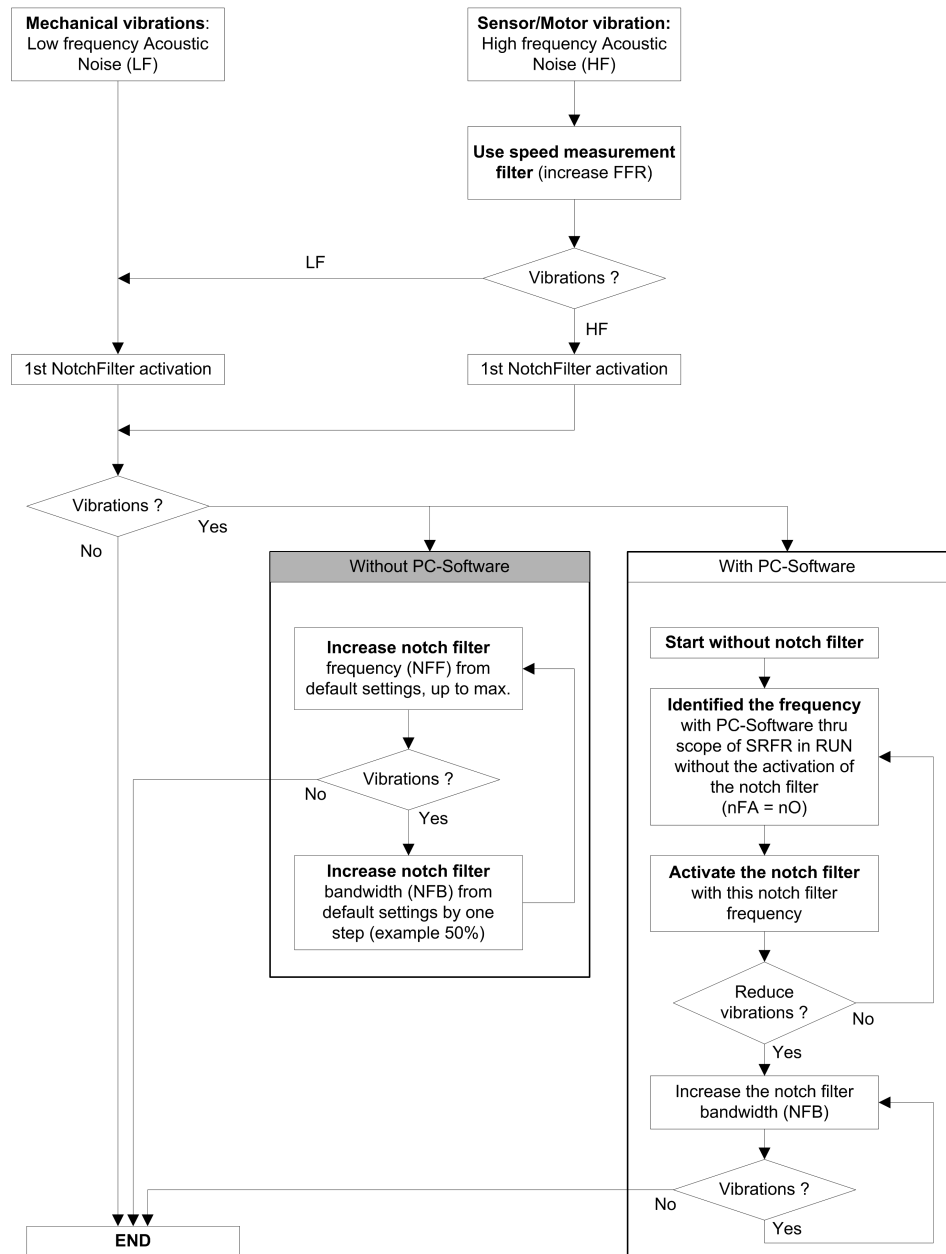 Mechanical vibrations:
Low frequency Acoustic
Noise (LF)
Sensor/Motor vibration:
High frequency Acoustic
Noise (HF)
Use speed measurement
filter (increase FFR)
LF
Vibrations ?
HF
1st NotchFilter activation
1st NotchFilter activation
Vibrations ?
Yes
No
Without PC-Software
Increase notch filter
frequency (NFF) from
default settings, up to max.
Vibrations ?
No
Yes
Increase notch filter
bandwidth (NFB) from
default settings by one
step (example 50%)
With PC-Software
Start without notch filter
Identified the frequency
with PC-Software thru
scope of SRFR in RUN
without the activation of
the notch filter
(nFA = nO)
Activate the notch filter
with this notch filter
frequency
Reduce
vibrations ?
No
Yes
Increase the notch filter
bandwidth (NFB)
Vibrations ?
No
Yes
END